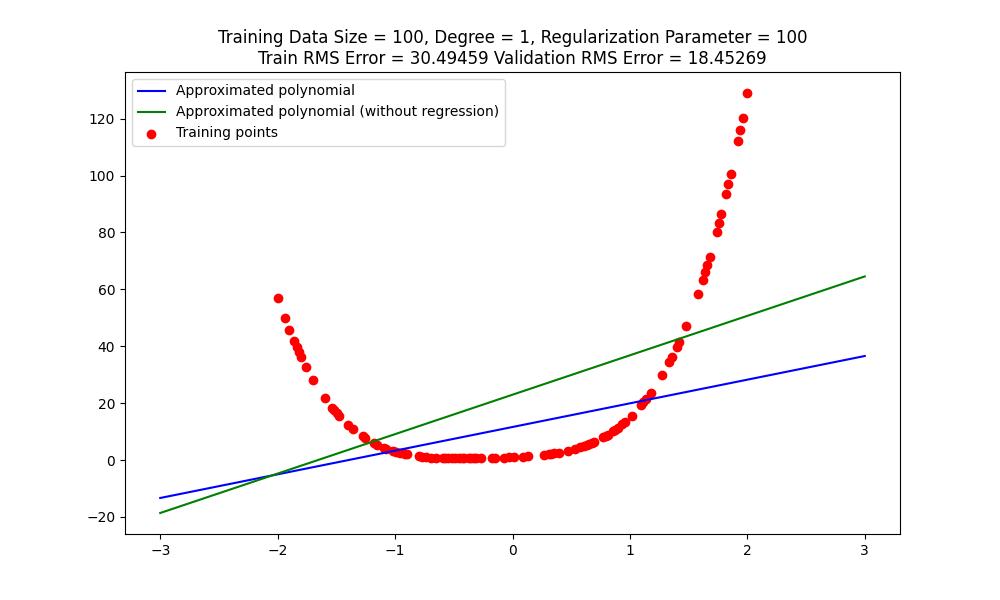 Training Data Size = 100, Degree = 1, Regularization Parameter = 100
Train RMS Error = 30.49459 Validation RMS Error = 18.45269
Approximated polynomial
Approximated polynomial (without regression)
Training points
120
100
80
60
40
20
0
−20
−3 −2 −1 0 1 2 3